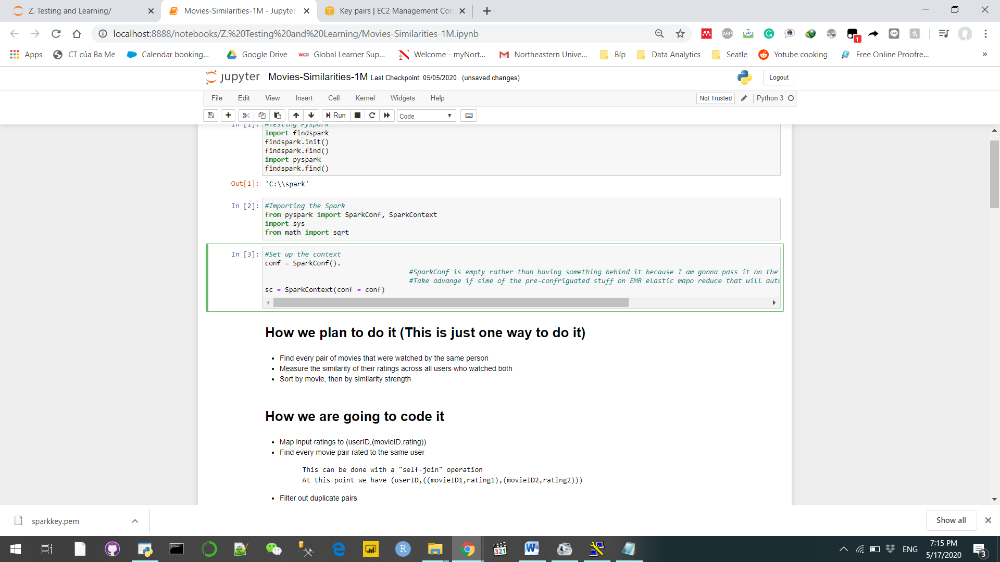 Z. Testing and Learning/
Movies-Similarities-1M - Jupyter
Key pairs | EC2 Management Con
localhost:8888/notebooks/Z.%20Testing%20and%20Learning/Movies-Similarities-1M.ipynb
ABP
NEWS
1
Apps
CT của Ba Mẹ
Calendar booking...
Google Drive
wco
Global Learner Sup...
Welcome - myNort...
Northeastern Unive...
Bíp
Data Analytics
Seatle
Yotube cooking
Free Online Proofre...
»
jupyter
Movies-Similarities-1M Last Checkpoint: 05/05/2020 (unsaved changes)
Logout
File
Edit
View
Insert
Cell
Kernel
Widgets
Help
Not Trusted
Python 3
Run
Code
In [1]: #Testing Pyspark
import findspark
findspark.init()
findspark.find()
import pyspark
findspark.find()
Out[1]: 'C:\\spark'
In [2]: #Importing the Spark
from pyspark import SparkConf, SparkContext
import sys
from math import sqrt
In [3]: #Set up the context
conf = SparkConf().
#SparkConf is empty rather than having something behind it because I am gonna pass it on the
#Take advange if sime of the pre-confriguated stuff on EMR elastic mapo reduce that will auto
sc = SparkContext(conf = conf)
How we plan to do it (This is just one way to do it)
• Find every pair of movies that were watched by the same person
• Measure the similarity of their ratings across all users who watched both
• Sort by movie, then by similarity strength
How we are going to code it
• Map input ratings to (userID,(movieID,rating))
• Find every movie pair rated to the same user
This can be done with a "self-join" operation
At this point we have (userID,((movieID1,rating1),(movieID2,rating2)))
• Filter out duplicate pairs
sparkkey.pem
Show all
R
321
W
ENG
7:15 PM
5/17/2020
3